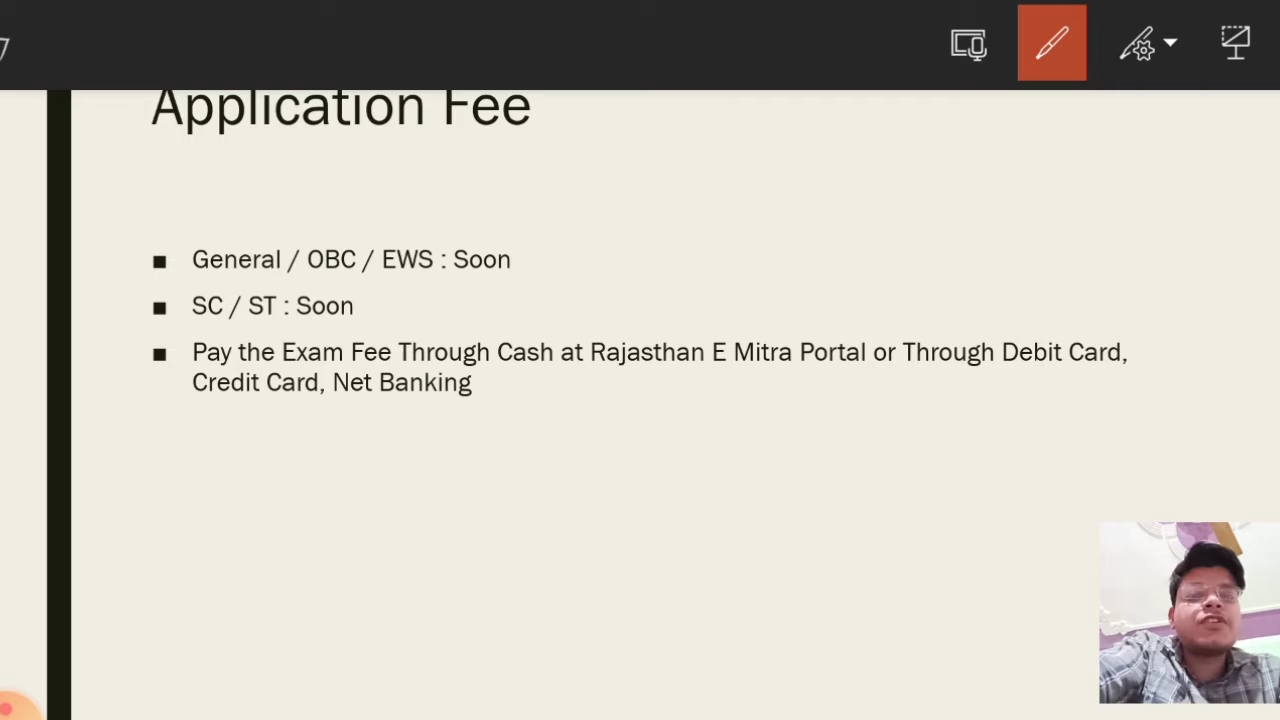 Application Fee
General / OBC / EWS : Soon
SC / ST : Soon
Pay the Exam Fee Through Cash at Rajasthan E Mitra Portal or Through Debit Card,
Credit Card, Net Banking